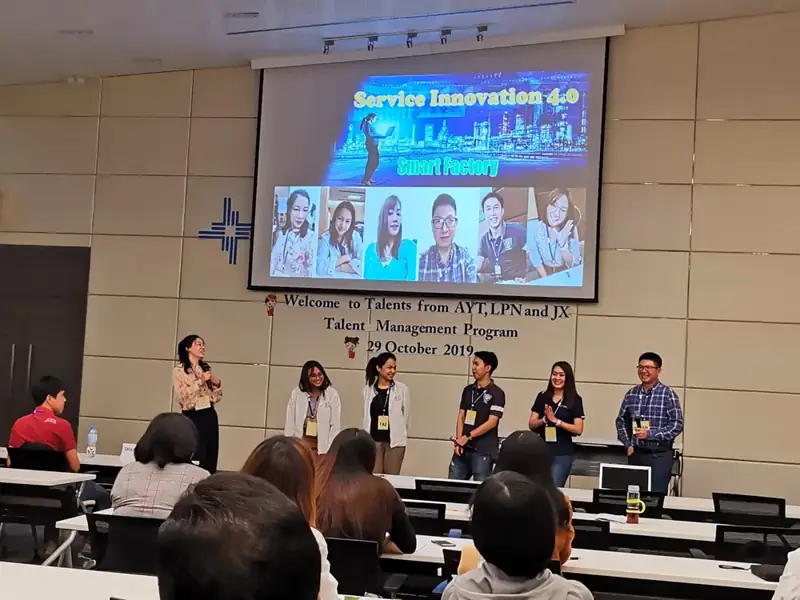 Service Innovation 4.0
Smart Factory
Welcome to Talents from AYT, LPN and JX
Talent Management Program
29 October 2019